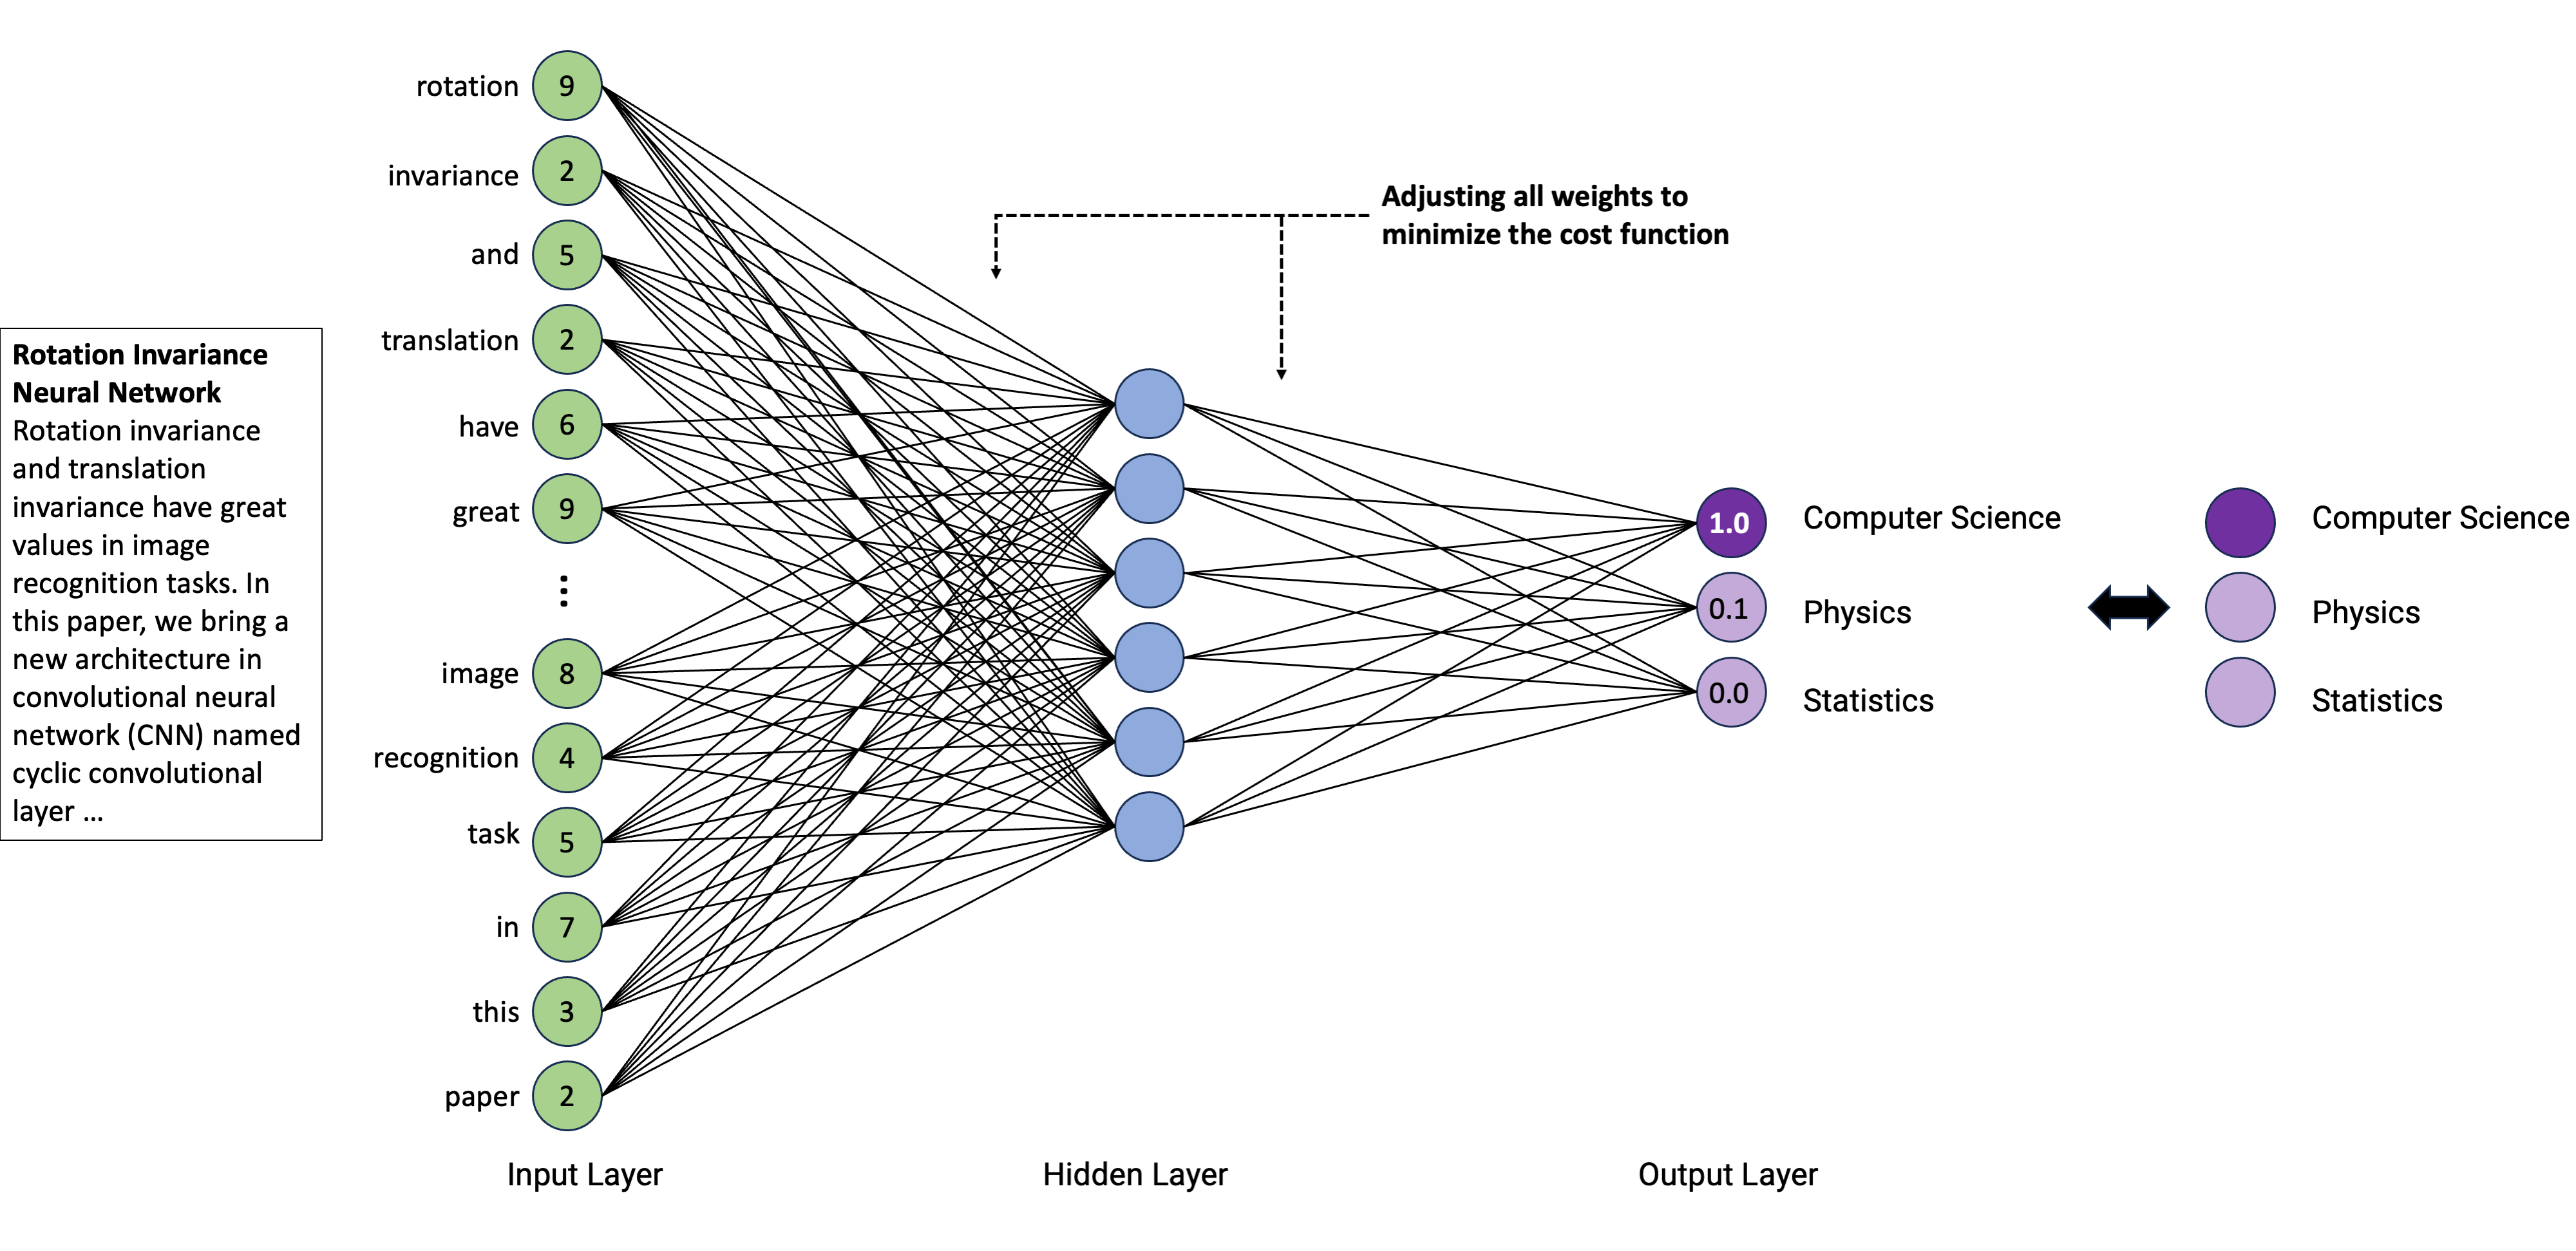 rotation 9
invariance 2
and 5
translation 2
have 6
great 9
image 8
recognition 4
task 5
in 7
this 3
paper 2
Rotation Invariance
Neural Network
Rotation invariance
and translation
invariance have great
values in image
recognition tasks. In
this paper, we bring a
new architecture in
convolutional neural
network (CNN) named
cyclic convolutional
layer ...
Adjusting all weights to
minimize the cost function
1.0 Computer Science
0.1 Physics
0.0 Statistics
Computer Science
Physics
Statistics
Input Layer
Hidden Layer
Output Layer